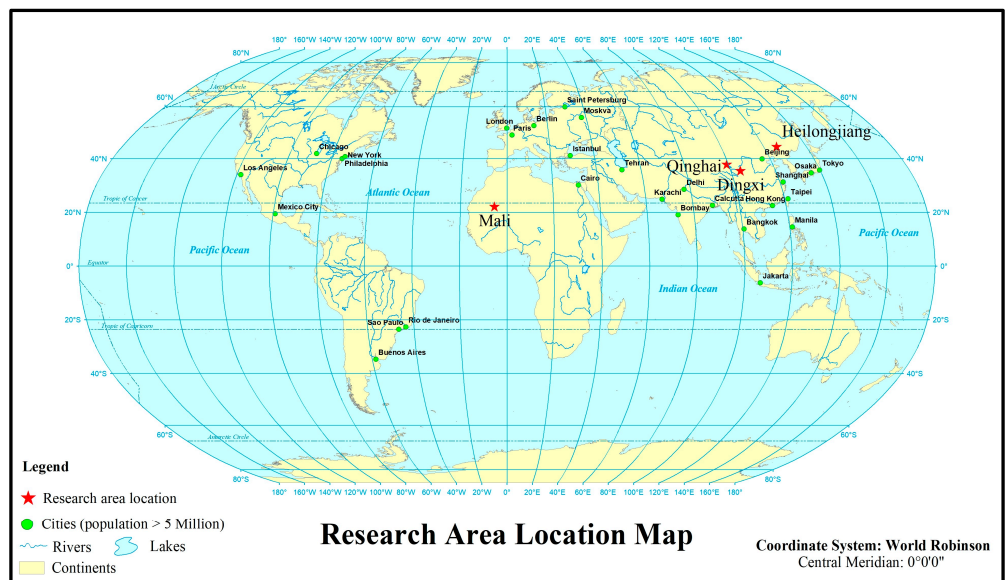 180° 160°W 140°W 120°W 100°W 80°W 60°W 40°W 20°W 0° 20°E 40°E 60°E 80°E 100°E 120°E 140°E 160°E 180°
80°N 80°N
Arctic Circle
60°N 60°N
Saint Petersburg
Moskva
London
Berlin
Paris
Heilongjiang
Chicago
New York
Philadelphia
Istanbul
Beijing
40°N 40°N
Los Angeles
Tehran
Qinghai
Osaka
Tokyo
Dingxi
Shanghai
Atlantic Ocean
Cairo
Delhi
Karachi
Calcutta
Hong Kong
Taipei
Tropic of Cancer
Mexico City
Bombay
20°N 20°N
Mali
Bangkok
Manila
Pacific Ocean
Pacific Ocean
Equator
0° 0°
Jakarta
Indian Ocean
20°S 20°S
Sao Paulo
Rio de Janeiro
Tropic of Capricorn
Buenos Aires
40°S 40°S
60°S 60°S
Antarctic Circle
80°S 80°S
180° 160°W 140°W 120°W 100°W 80°W 60°W 40°W 20°W 0° 20°E 40°E 60°E 80°E 100°E 120°E 140°E 160°E 180°
Legend
Research area location
Cities (population > 5 Million)
Rivers Lakes
Continents
Research Area Location Map
Coordinate System: World Robinson
Central Meridian: 0°0'0"